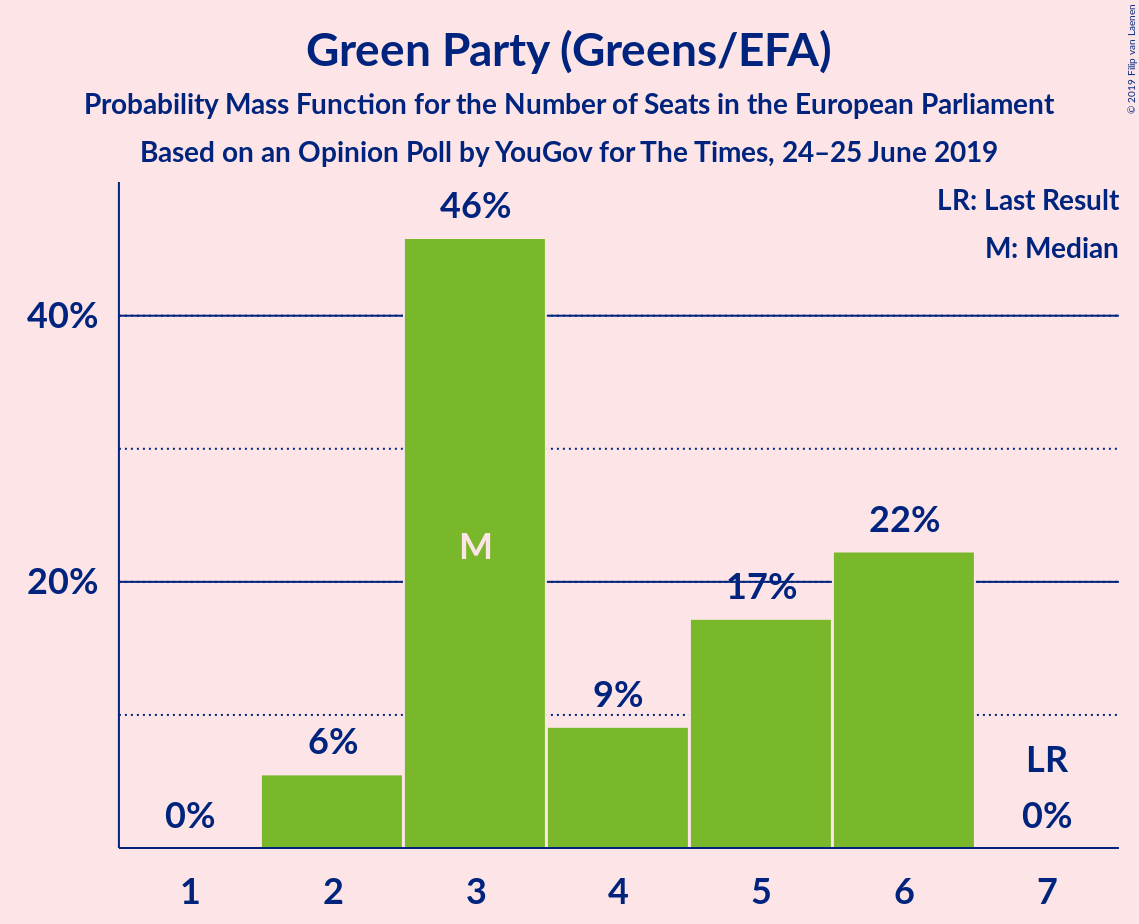 Green Party (Greens/EFA)
Probability Mass Function for the Number of Seats in the European Parliament
Based on an Opinion Poll by YouGov for The Times, 24–25 June 2019
© 2019 Filip van Laenen
LR: Last Result
M: Median
46%
40%
M
22%
20%
17%
9%
6%
LR
0%
0%
1 2 3 4 5 6 7